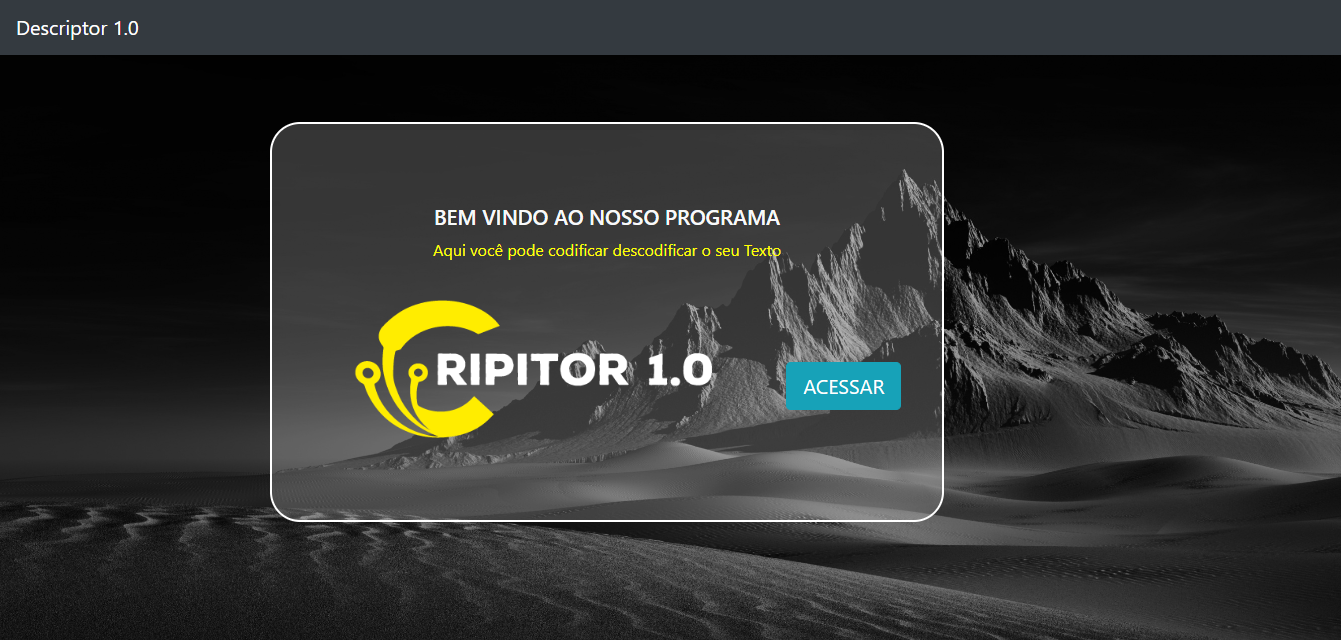 Descriptor 1.0
BEM VINDO AO NOSSO PROGRAMA
Aqui você pode codificar descodificar o seu Texto
CRIPITOR 1.0
ACESSAR